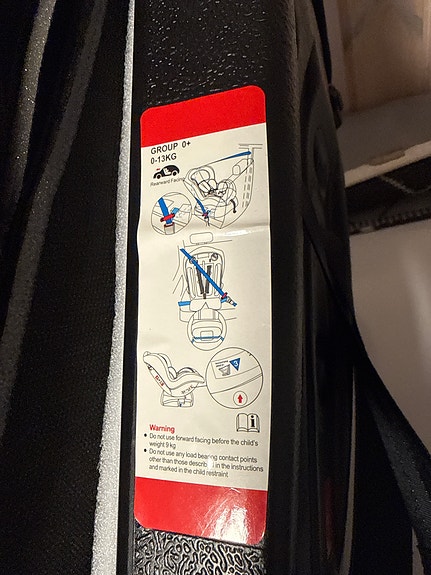 GROUP 0+
0-13KG
Rearward Facing
3
Warning
• Do not use forward facing before the child's
weight 9 kg
• Do not use any load bearing contact points
other than those describ in the instructions
and marked in the child restraint